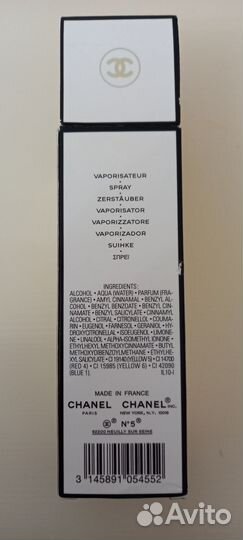 VAPORISATEUR
SPRAY
ZERSTÄUBER
VAPORISATOR
VAPORIZZATORE
VAPORIZADOR
SUIHKE
ΣΠΡΕΪ
INGREDIENTS:
ALCOHOL • AQUA (WATER) • PARFUM (FRA-
GRANCE) • AMYL CINNAMAL • BENZYL AL-
COHOL • BENZYL BENZOATE • BENZYL CIN-
NAMATE • BENZYL SALICYLATE • CINNAMYL
ALCOHOL • CITRAL • CITRONELLOL • COUMA-
RIN • EUGENOL • FARNESOL • GERANIOL • HY-
DROXYCITRONELLAL • ISOEUGENOL • LIMONE-
NE • LINALOOL • ALPHA-ISOMETHYL IONONE •
ETHYLHEXYL METHOXYCINNAMATE • BUTYL
METHOXYDIBENZOYLMETHANE • ETHYLHEXYL
SALICYLATE • CI 19140 (YELLOW 5) • CI 14700
(RED 4) • CI 15985 (YELLOW 6) • CI 42090
(BLUE 1). IL10-I
MADE IN FRANCE
CHANEL CHANEL INC.
PARIS NEW YORK, N.Y. 10019
N°5®
92200 NEUILLY SUR SEINE
3 145891 054552
Avito